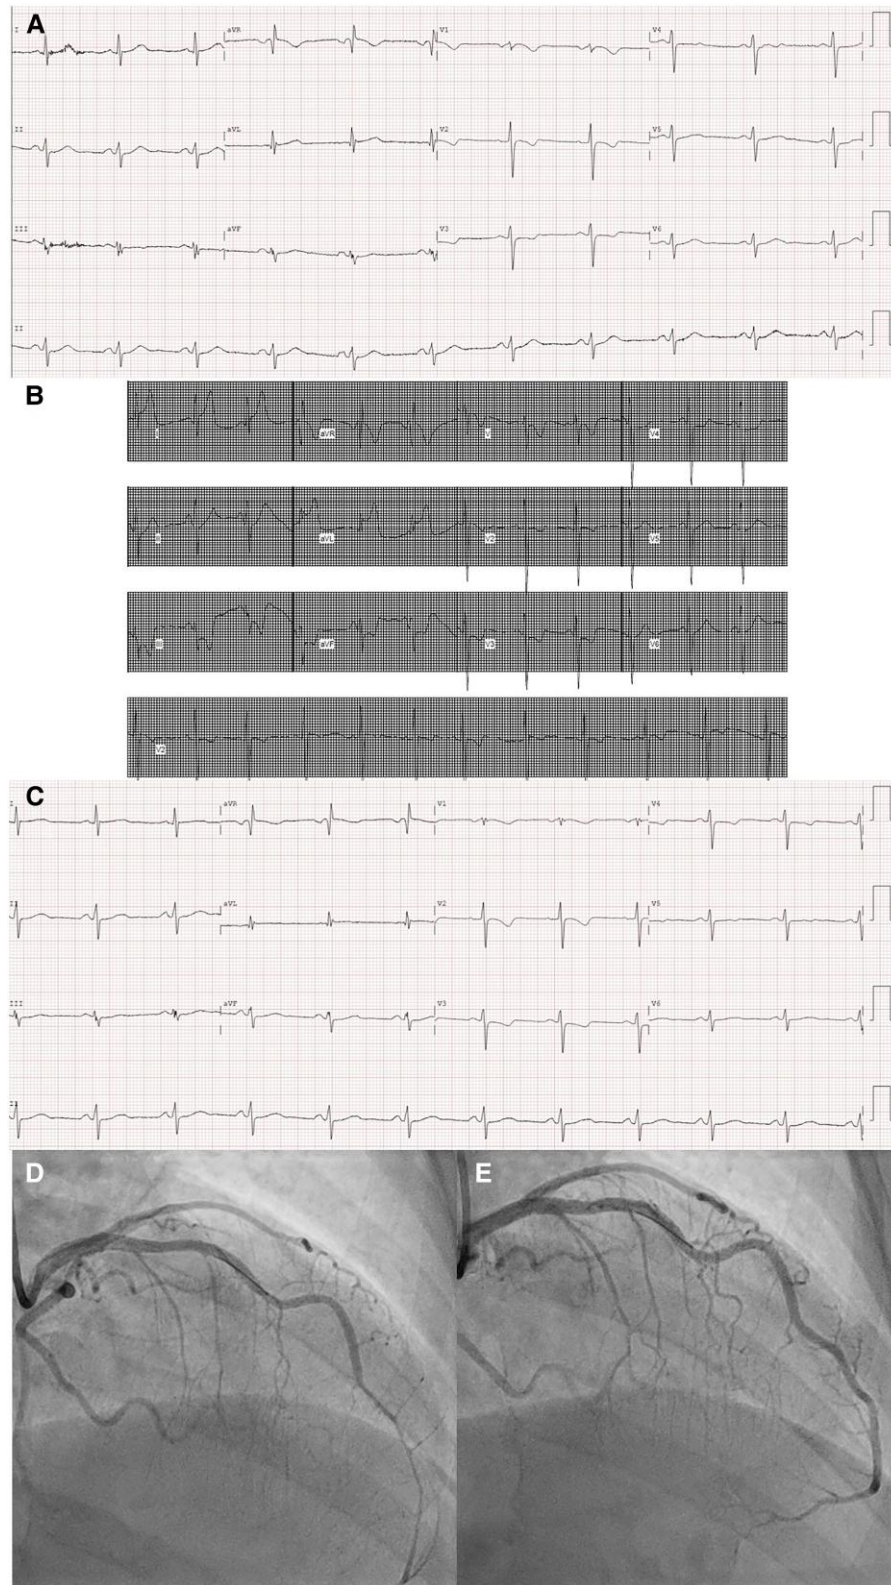 A
I aVR V1 V4
II aVL V2 V5
III aVF V3 V6
II
B
I aVR V V4
II aVL V2 V5
III aVF V3 V6
V2
C
I aVR V1 V4
II aVL V2 V5
III aVF V3 V6
II
D E